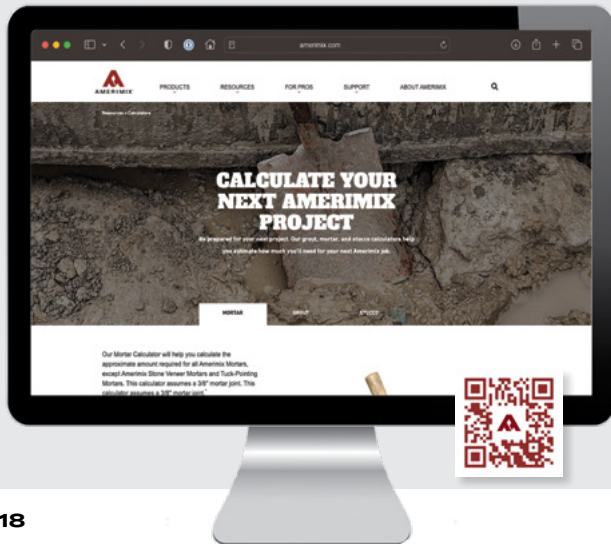 amerimix.com
AMERIMIX
PRODUCTS
RESOURCES
FOR PROS
SUPPORT
ABOUT AMERIMIX
Resources > Calculators
CALCULATE YOUR
NEXT AMERIMIX
PROJECT
Be prepared for your next project. Our grout, mortar, and stucco calculators help
you estimate how much you'll need for your next Amerimix job.
MORTAR
GROUT
STUCCO
Our Mortar Calculator will help you calculate the
approximate amount required for all Amerimix Mortars,
except Amerimix Stone Veneer Mortars and Tuck-Pointing
Mortars. This calculator assumes a 3/8" mortar joint. This
calculator assumes a 3/8" mortar joint.
18